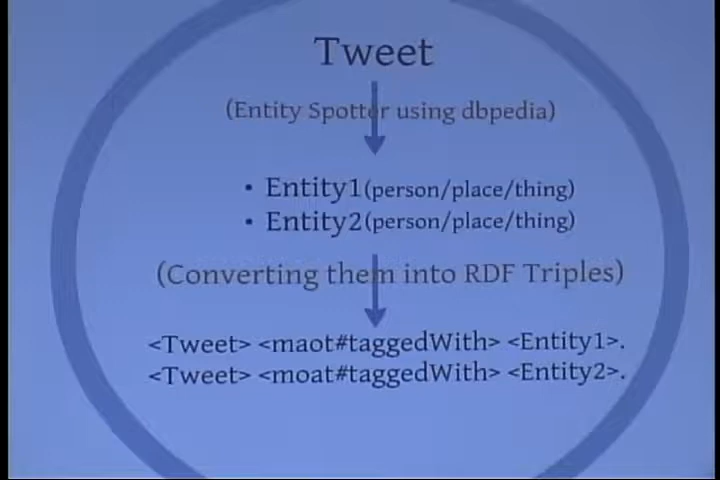 Tweet
(Entity Spotter using dbpedia)
• Entity1(person/place/thing)
• Entity2(person/place/thing)
(Converting them into RDF Triples)
<Tweet> <maot#taggedWith> <Entity1>.
<Tweet> <moat#taggedWith> <Entity2>.